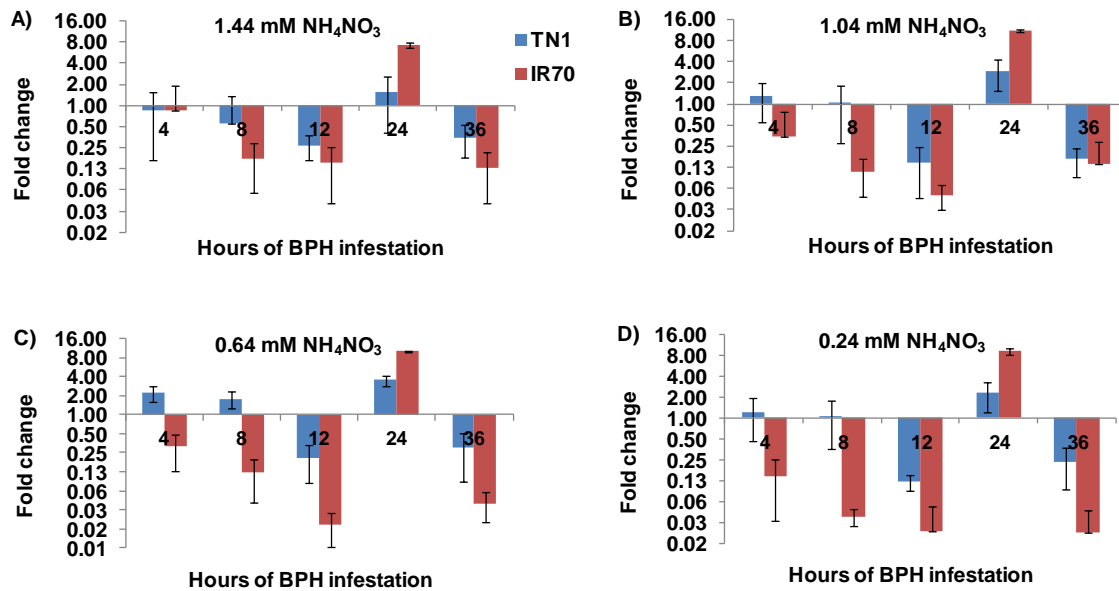 A)
1.44 mM NH₄NO₃
16.00
8.00
4.00
2.00
1.00
0.50
0.25
0.13
0.06
0.03
0.02
Fold change
4 8 12 24 36
Hours of BPH infestation
TN1
IR70
B)
1.04 mM NH₄NO₃
16.00
8.00
4.00
2.00
1.00
0.50
0.25
0.13
0.06
0.03
0.02
Fold change
4 8 12 24 36
Hours of BPH infestation
C)
0.64 mM NH₄NO₃
16.00
8.00
4.00
2.00
1.00
0.50
0.25
0.13
0.06
0.03
0.02
0.01
Fold change
4 8 12 24 36
Hours of BPH infestation
D)
0.24 mM NH₄NO₃
16.00
8.00
4.00
2.00
1.00
0.50
0.25
0.13
0.06
0.03
0.02
Fold change
4 8 12 24 36
Hours of BPH infestation